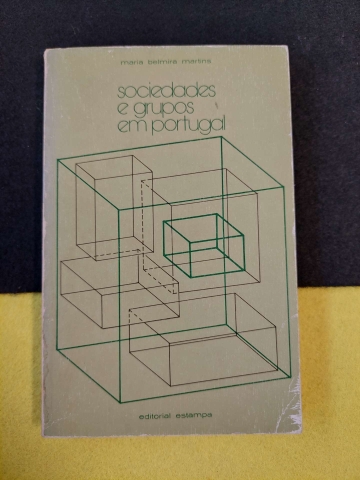 maria belmira martins
sociedades
e grupos
em portugal
editorial estampa